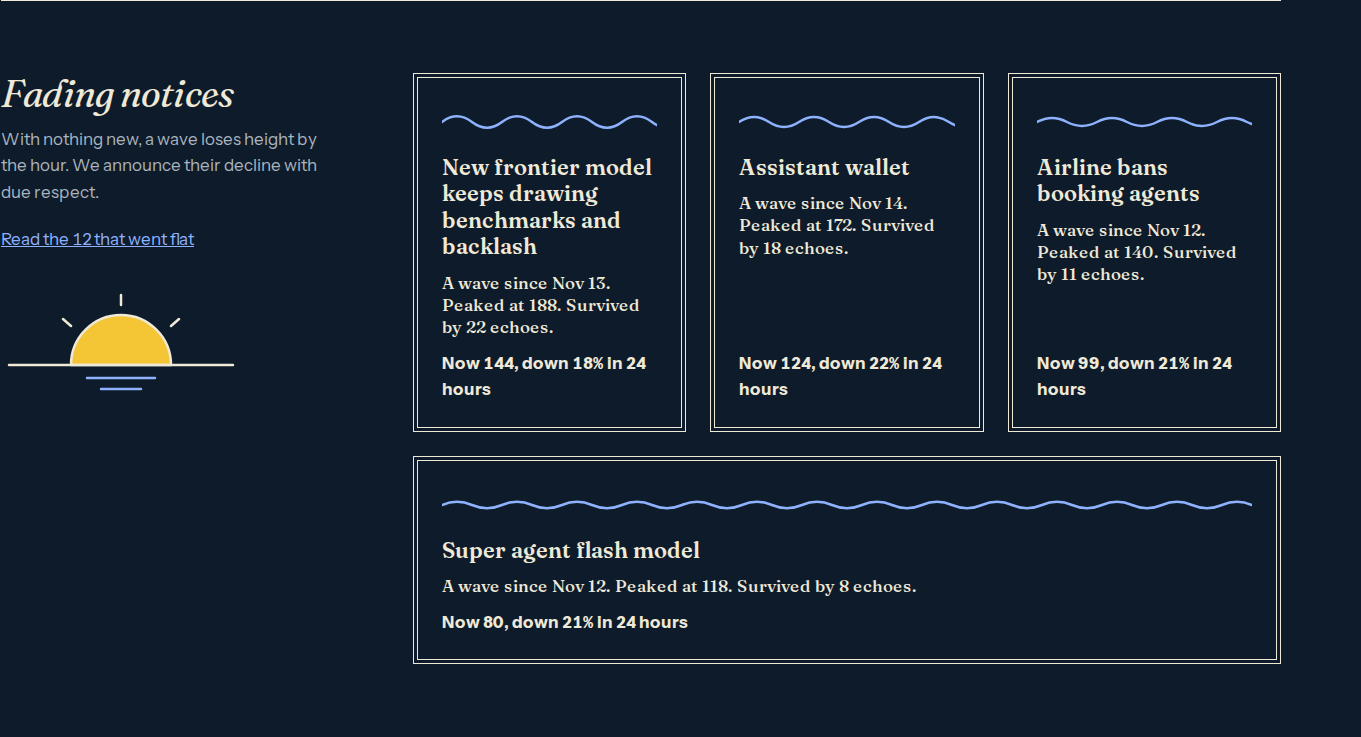 Fading notices
With nothing new, a wave loses height by
the hour. We announce their decline with
due respect.
Read the 12 that went flat
New frontier model
keeps drawing
benchmarks and
backlash
A wave since Nov 13.
Peaked at 188. Survived
by 22 echoes.
Now 144, down 18% in 24
hours
Assistant wallet
A wave since Nov 14.
Peaked at 172. Survived
by 18 echoes.
Now 124, down 22% in 24
hours
Airline bans
booking agents
A wave since Nov 12.
Peaked at 140. Survived
by 11 echoes.
Now 99, down 21% in 24
hours
Super agent flash model
A wave since Nov 12. Peaked at 118. Survived by 8 echoes.
Now 80, down 21% in 24 hours